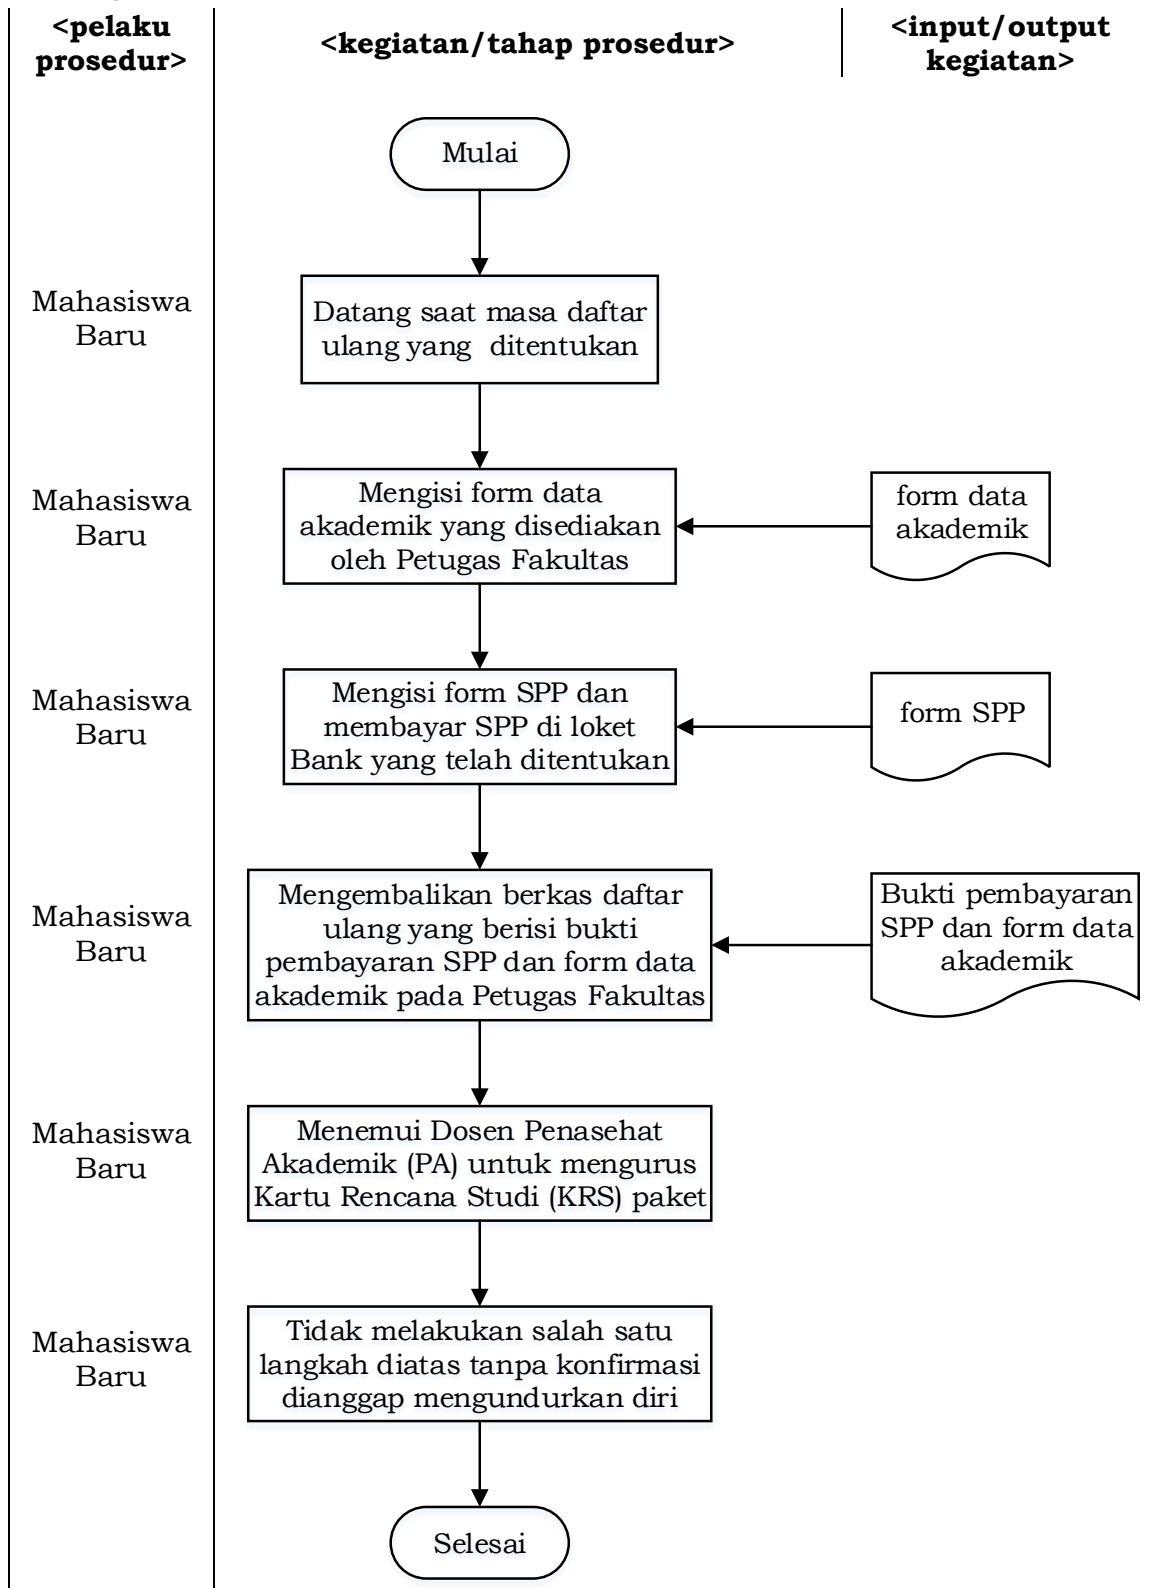 <pelaku
prosedur>
<kegiatan/tahap prosedur>
<input/output
kegiatan>
Mulai
Mahasiswa
Baru
Datang saat masa daftar
ulang yang  ditentukan
Mahasiswa
Baru
Mengisi form data
akademik yang disediakan
oleh Petugas Fakultas
form data
akademik
Mahasiswa
Baru
Mengisi form SPP dan
membayar SPP di loket
Bank yang telah ditentukan
form SPP
Mahasiswa
Baru
Mengembalikan berkas daftar
ulang yang berisi bukti
pembayaran SPP dan form data
akademik pada Petugas Fakultas
Bukti pembayaran
SPP dan form data
akademik
Mahasiswa
Baru
Menemui Dosen Penasehat
Akademik (PA) untuk mengurus
Kartu Rencana Studi (KRS) paket
Mahasiswa
Baru
Tidak melakukan salah satu
langkah diatas tanpa konfirmasi
dianggap mengundurkan diri
Selesai